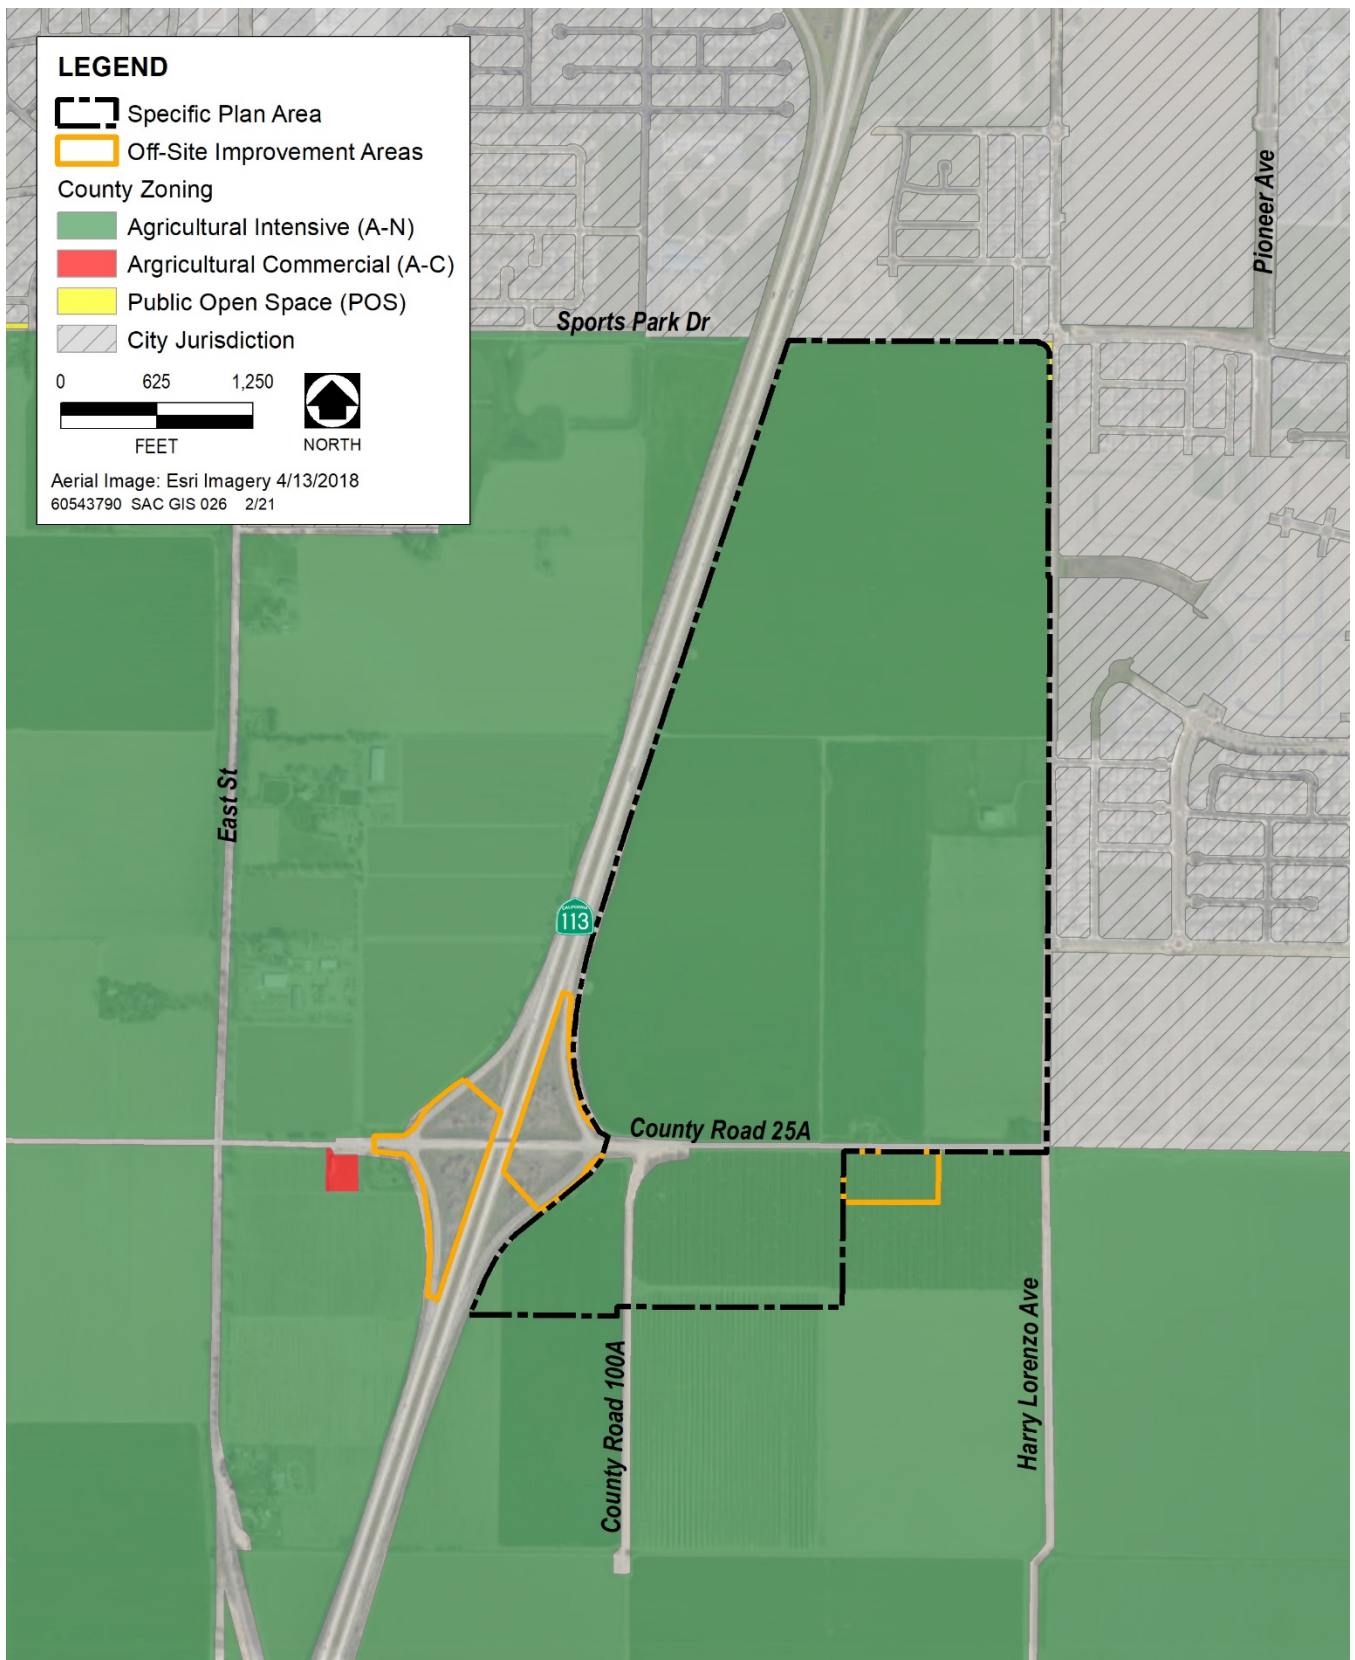 LEGEND
Specific Plan Area
Off-Site Improvement Areas
County Zoning
Agricultural Intensive (A-N)
Argricultural Commercial (A-C)
Public Open Space (POS)
City Jurisdiction
0 625 1,250
FEET
NORTH
Aerial Image: Esri Imagery 4/13/2018
60543790 SAC GIS 026 2/21
Pioneer Ave
Sports Park Dr
East St
CALIFORNIA
113
County Road 25A
County Road 100A
Harry Lorenzo Ave